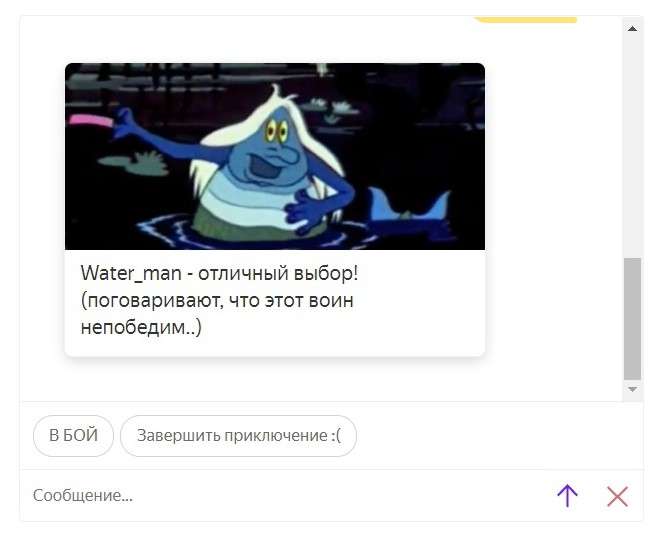 Water_man - отличный выбор!
(поговаривают, что этот воин
непобедим..)
В БОЙ
Завершить приключение :(
Сообщение...